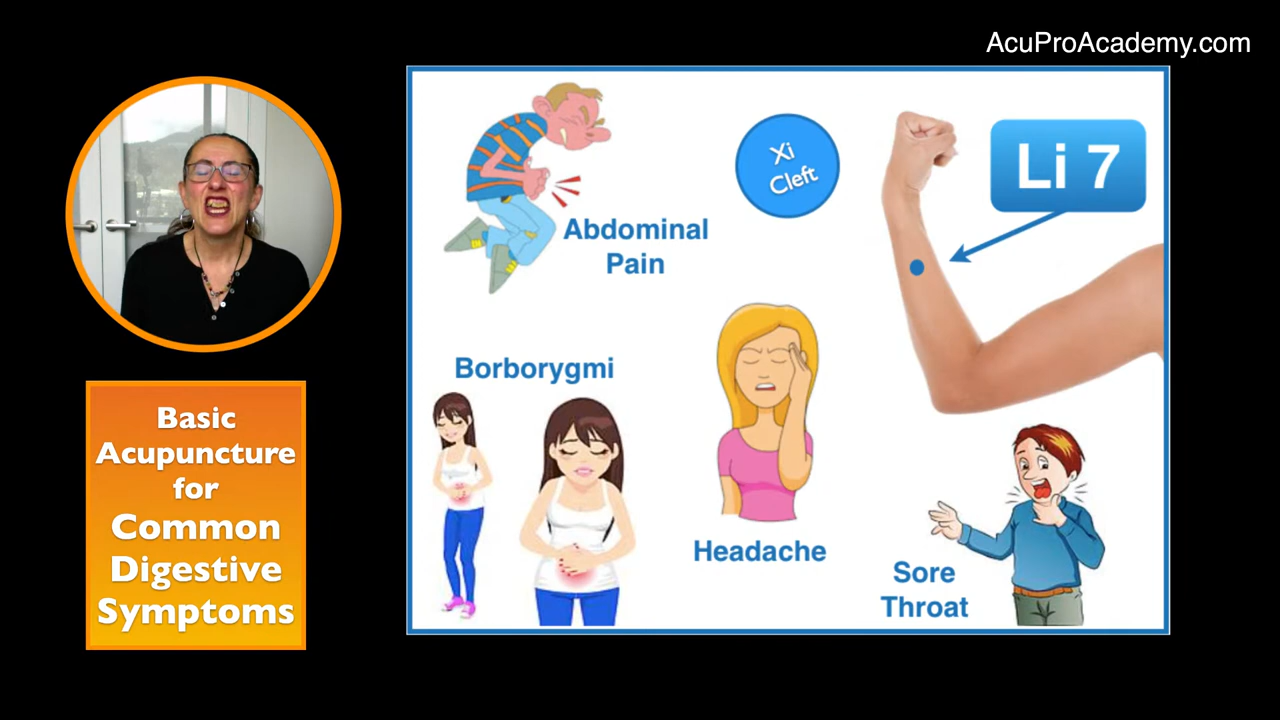 AcuProAcademy.com
Basic
Acupuncture
for
Common
Digestive
Symptoms
Abdominal
Pain
Xi
Cleft
Li 7
Borborygmi
Headache
Sore
Throat